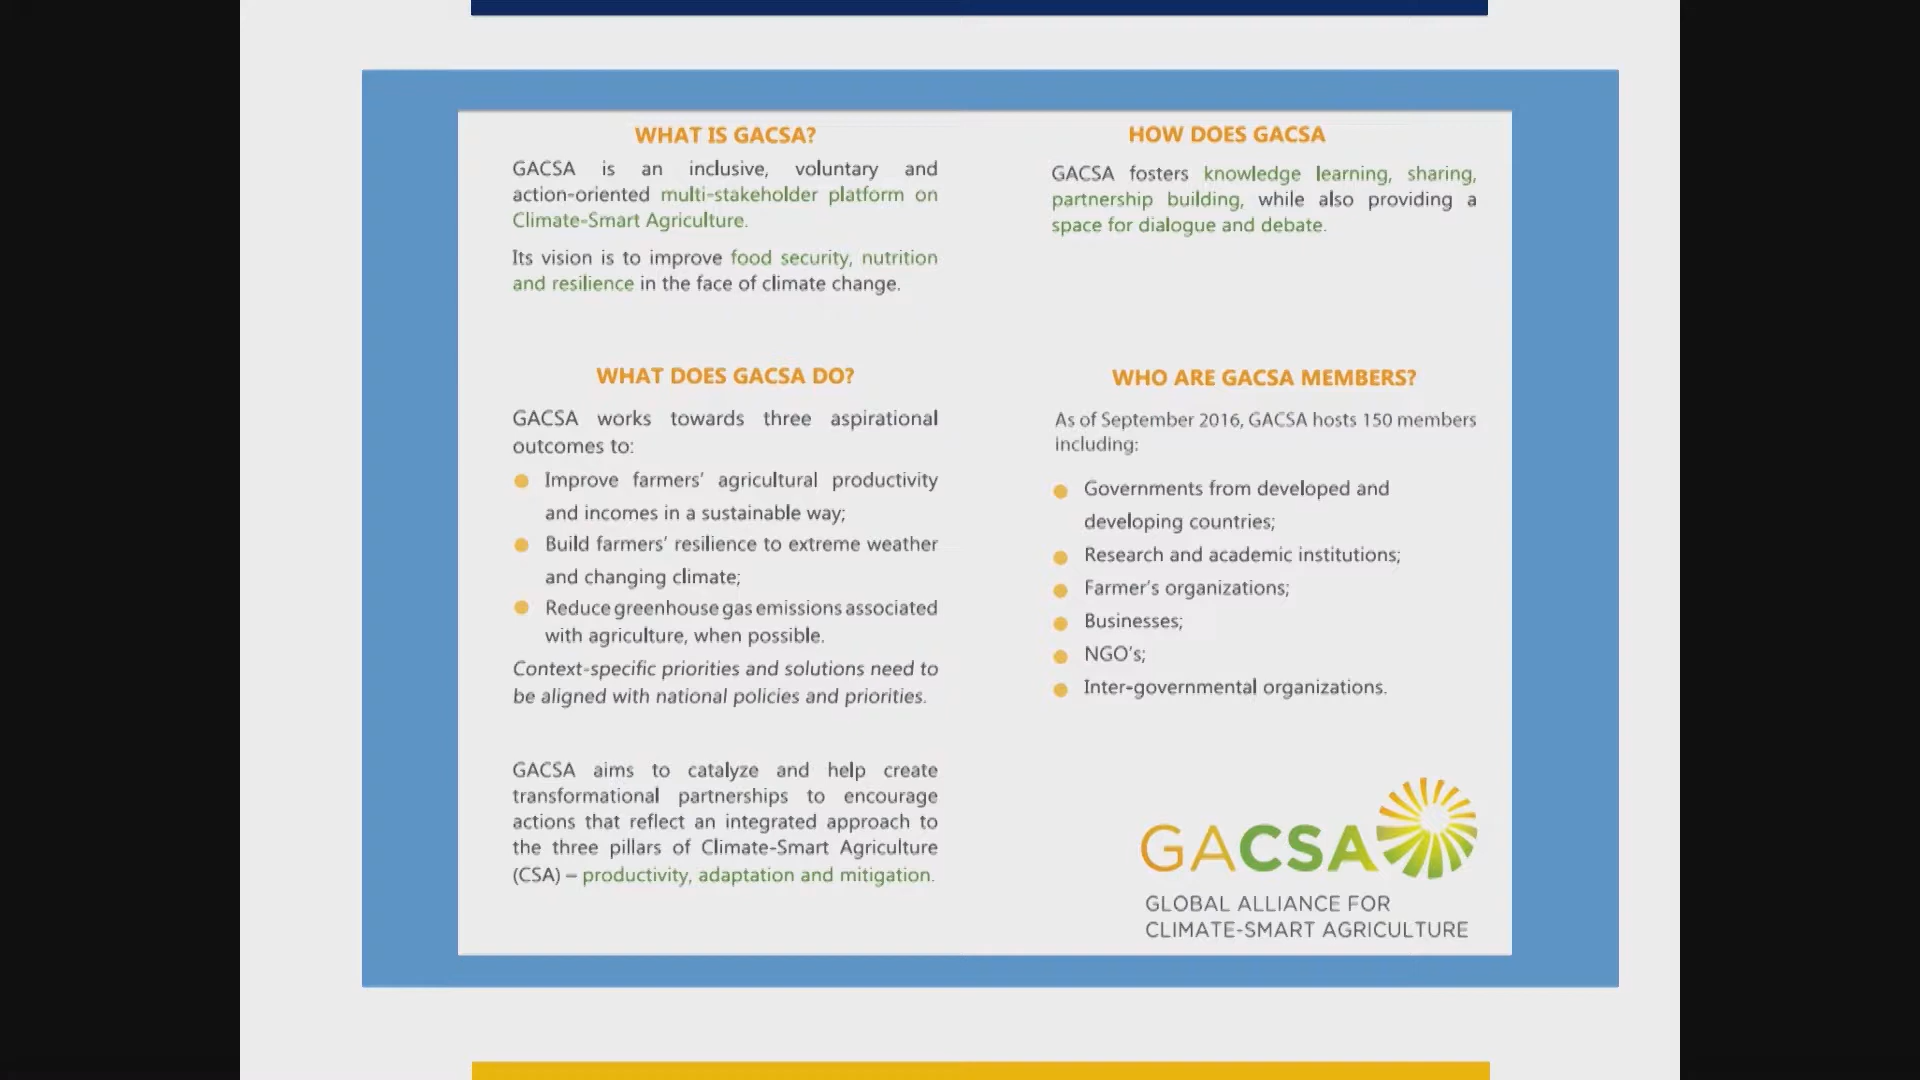 WHAT IS GACSA?
GACSA is an inclusive, voluntary and
action-oriented multi-stakeholder platform on
Climate-Smart Agriculture.
Its vision is to improve food security, nutrition
and resilience in the face of climate change.
WHAT DOES GACSA DO?
GACSA works towards three aspirational
outcomes to:
Improve farmers' agricultural productivity
and incomes in a sustainable way;
Build farmers' resilience to extreme weather
and changing climate;
Reduce greenhouse gas emissions associated
with agriculture, when possible.
Context-specific priorities and solutions need to
be aligned with national policies and priorities.
GACSA aims to catalyze and help create
transformational partnerships to encourage
actions that reflect an integrated approach to
the three pillars of Climate-Smart Agriculture
(CSA) – productivity, adaptation and mitigation.
HOW DOES GACSA
GACSA fosters knowledge learning, sharing,
partnership building, while also providing a
space for dialogue and debate.
WHO ARE GACSA MEMBERS?
As of September 2016, GACSA hosts 150 members
including:
Governments from developed and
developing countries;
Research and academic institutions;
Farmer's organizations;
Businesses;
NGO's;
Inter-governmental organizations.
GACSA
GLOBAL ALLIANCE FOR
CLIMATE-SMART AGRICULTURE